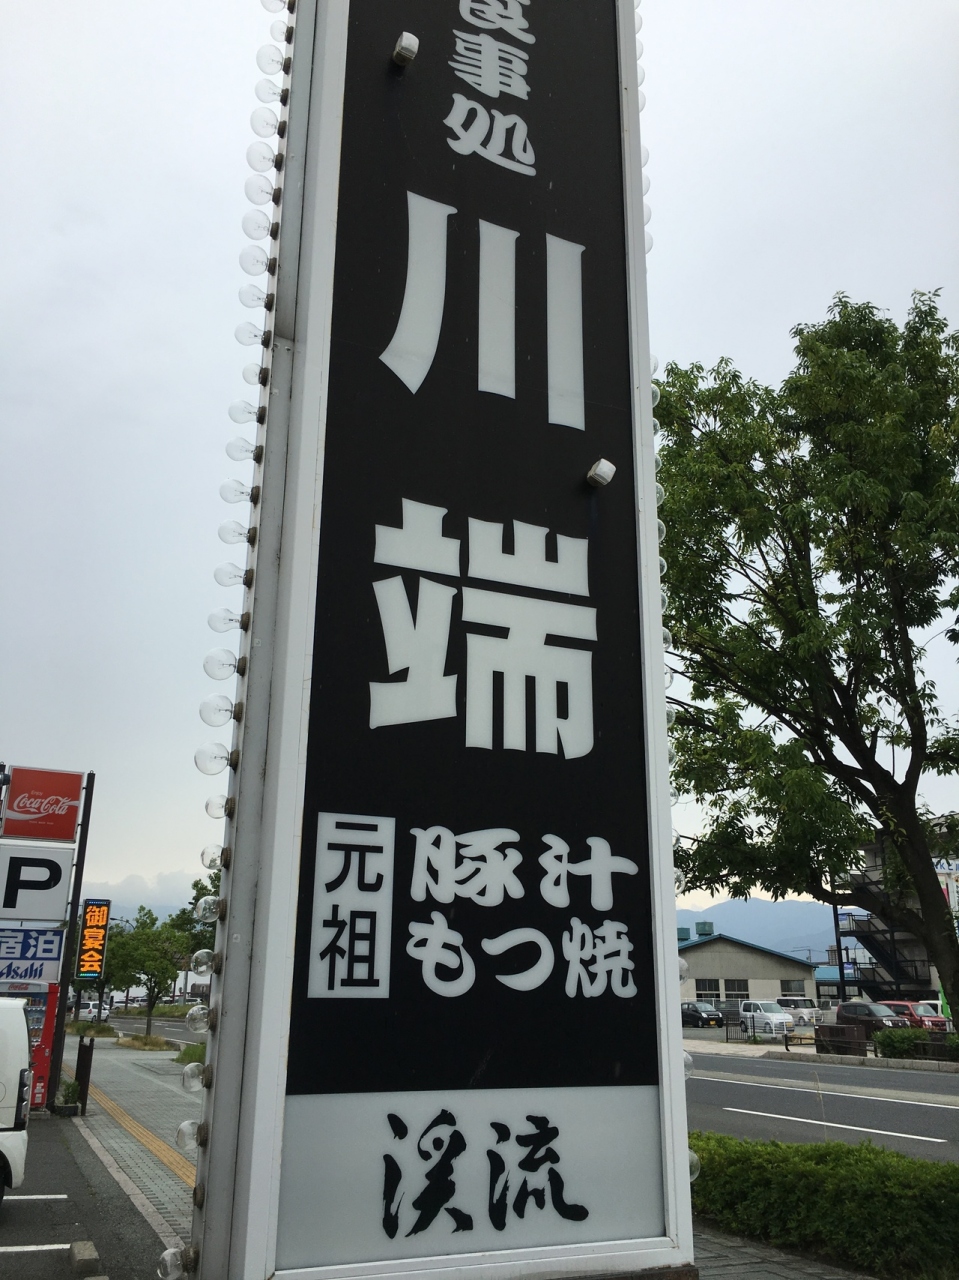 食事処
川端
元祖
豚汁
もつ焼
渓流
Coca-Cola
P
宿泊
Asahi
御宴会